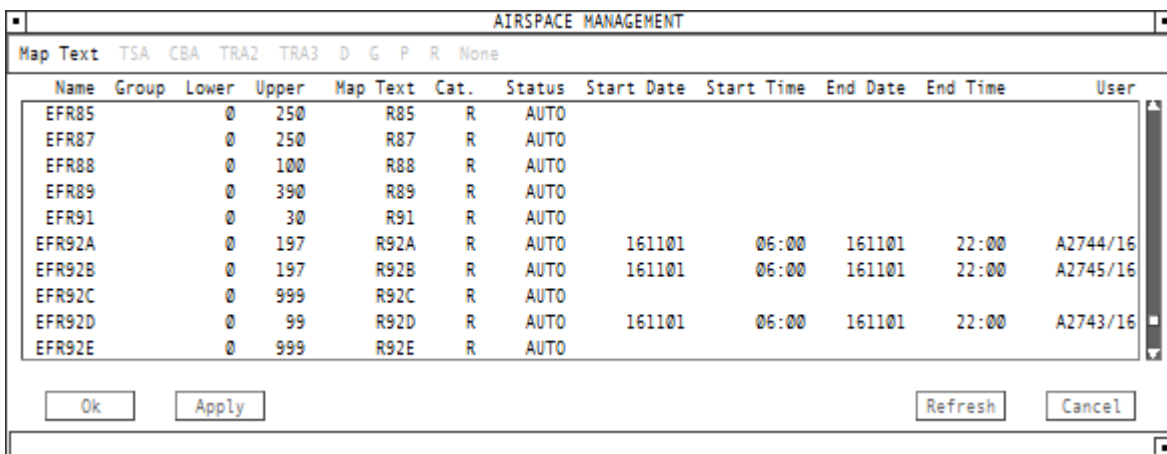 AIRSPACE MANAGEMENT
Map Text TSA CBA TRA2 TRA3 D G P R None
Name Group Lower Upper Map Text Cat. Status Start Date Start Time End Date End Time User
EFR85 0 250 R85 R AUTO
EFR87 0 250 R87 R AUTO
EFR88 0 100 R88 R AUTO
EFR89 0 390 R89 R AUTO
EFR91 0 30 R91 R AUTO
EFR92A 0 197 R92A R AUTO 161101 06:00 161101 22:00 A2744/16
EFR92B 0 197 R92B R AUTO 161101 06:00 161101 22:00 A2745/16
EFR92C 0 999 R92C R AUTO
EFR92D 0 99 R92D R AUTO 161101 06:00 161101 22:00 A2743/16
EFR92E 0 999 R92E R AUTO
Ok Apply Refresh Cancel